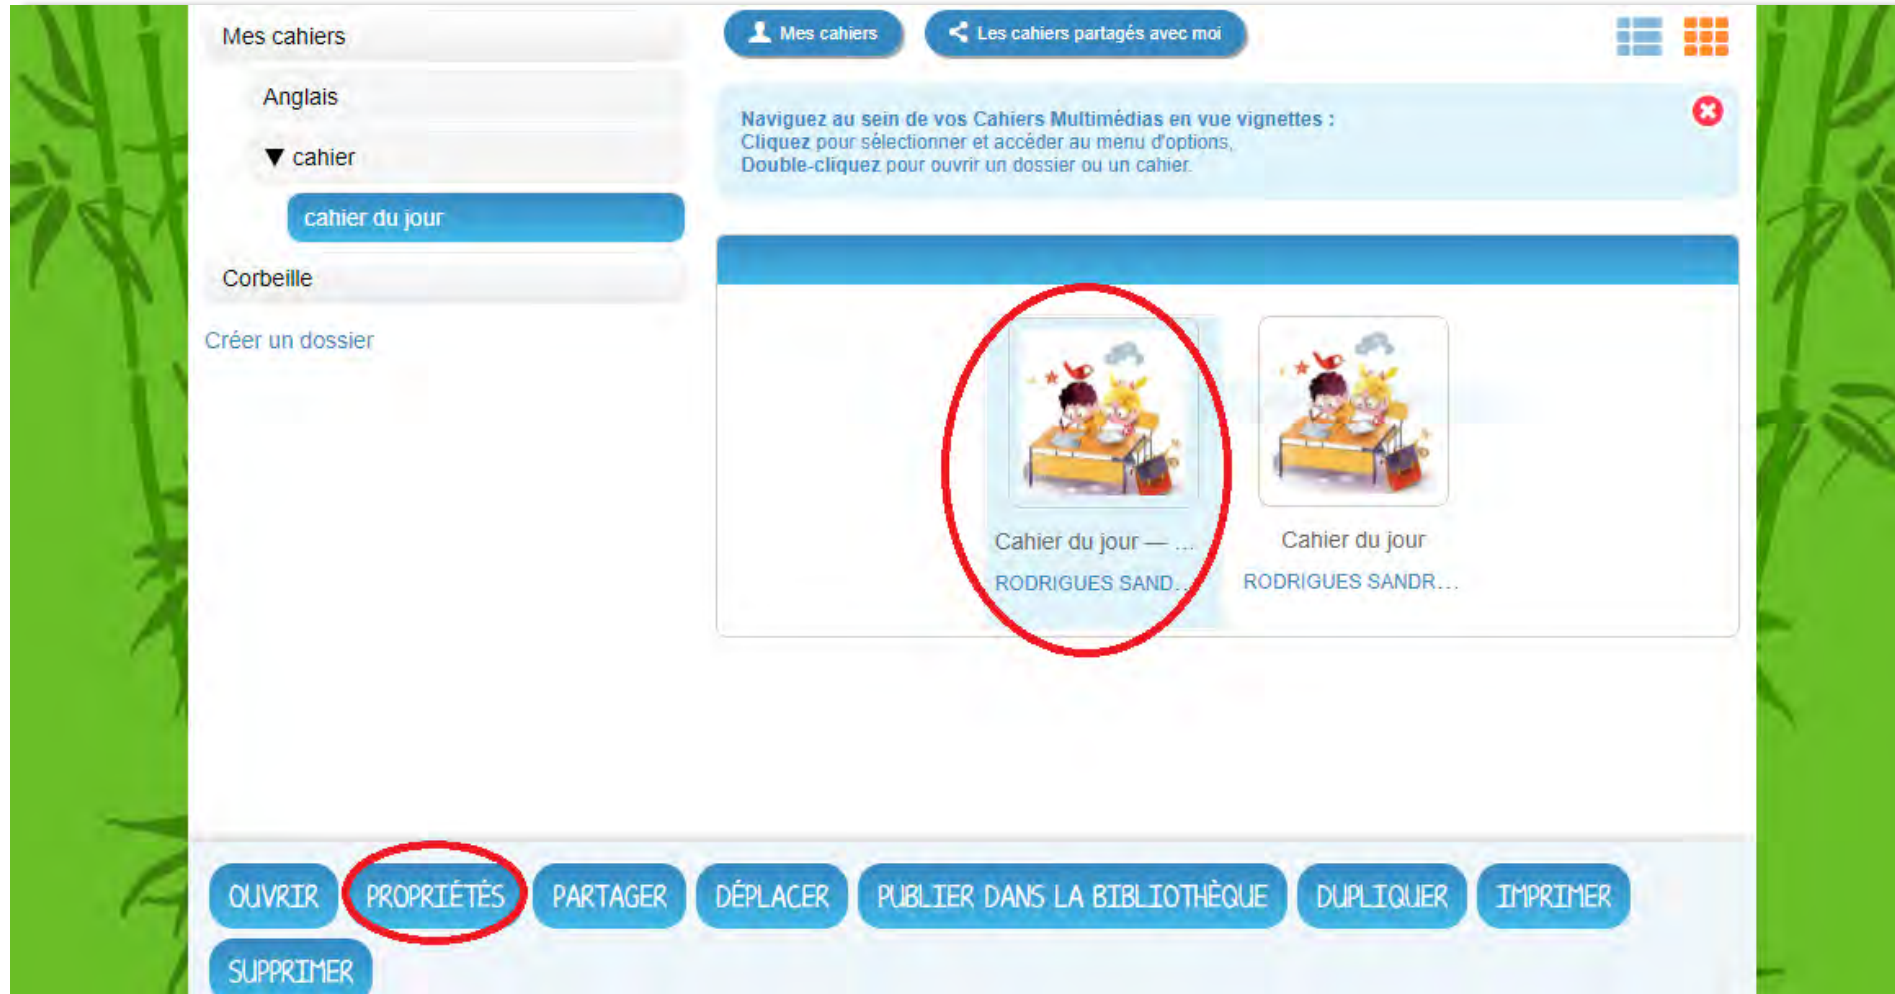 Mes cahiers
Anglais
▼ cahier
cahier du jour
Corbeille
Créer un dossier
Mes cahiers
Les cahiers partagés avec moi
Naviguez au sein de vos Cahiers Multimédias en vue vignettes :
Cliquez pour sélectionner et accéder au menu d'options,
Double-cliquez pour ouvrir un dossier ou un cahier.
Cahier du jour — ...
RODRIGUES SAND...
Cahier du jour
RODRIGUES SANDR...
OUVRIR
PROPRIÉTÉS
PARTAGER
DÉPLACER
PUBLIER DANS LA BIBLIOTHÈQUE
DUPLIQUER
IMPRIMER
SUPPRIMER